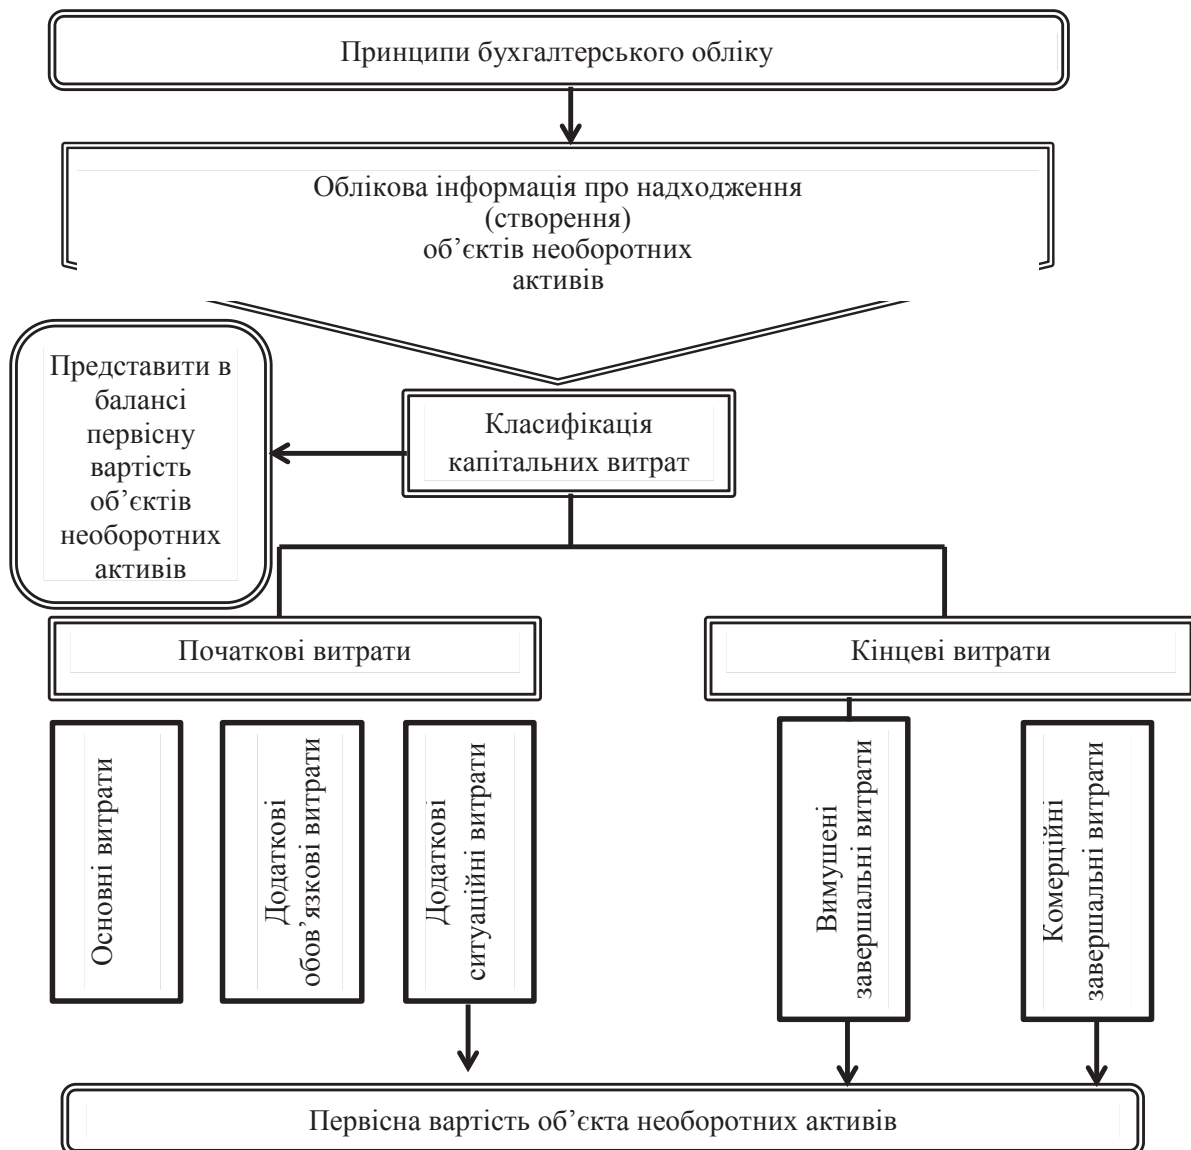 Принципи бухгалтерського обліку
Облікова інформація про надходження
(створення)
об’єктів необоротних
активів
Представити в
балансі
первісну
вартість
об’єктів
необоротних
активів
Класифікація
капітальних витрат
Початкові витрати
Кінцеві витрати
Основні витрати
Додаткові
обов’язкові витрати
Додаткові
ситуаційні витрати
Вимушені
завершальні витрати
Комерційні
завершальні витрати
Первісна вартість об’єкта необоротних активів